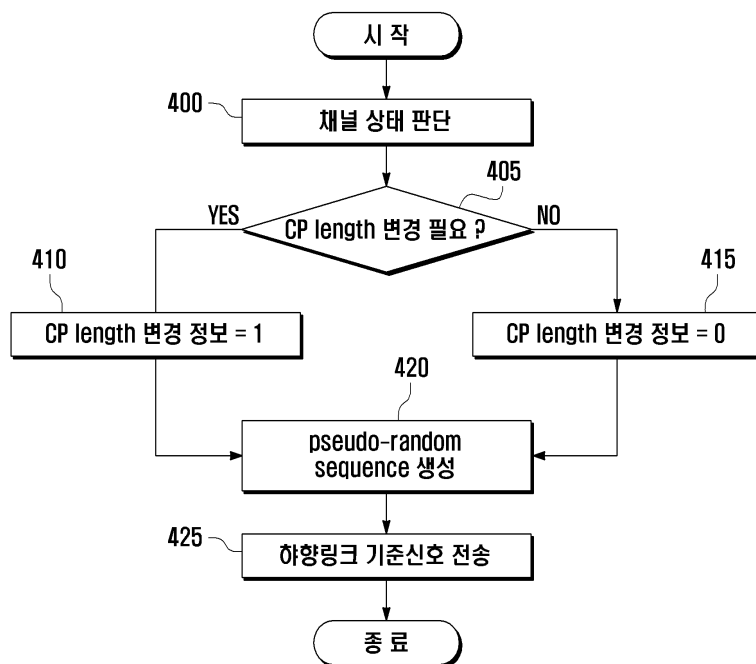 시 작
400
채널 상태 판단
405
YES
CP length 변경 필요 ?
NO
410
415
CP length 변경 정보 = 1
CP length 변경 정보 = 0
420
pseudo-random
sequence 생성
425
하향링크 기준신호 전송
종 료